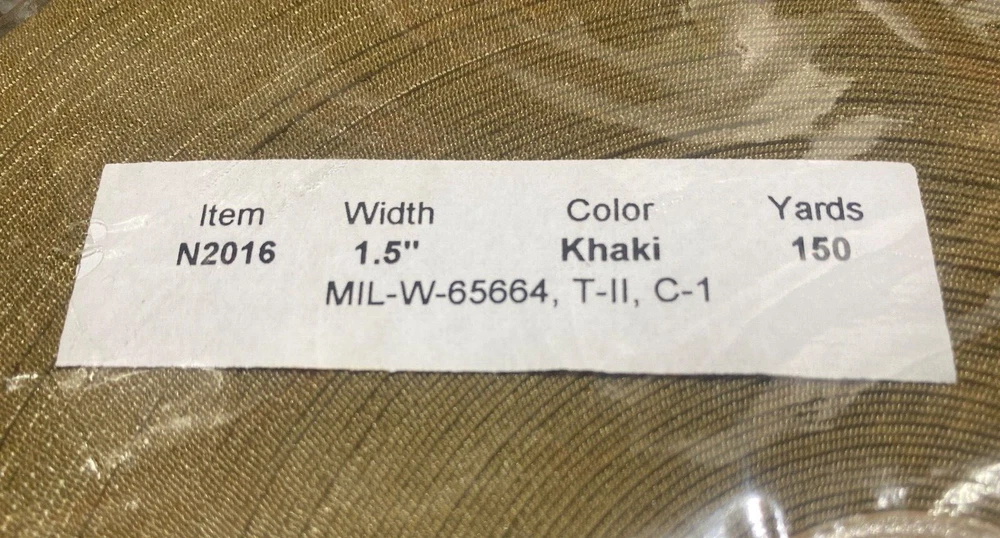 Item Width Color Yards
N2016 1.5" Khaki 150
MIL-W-65664, T-II, C-1